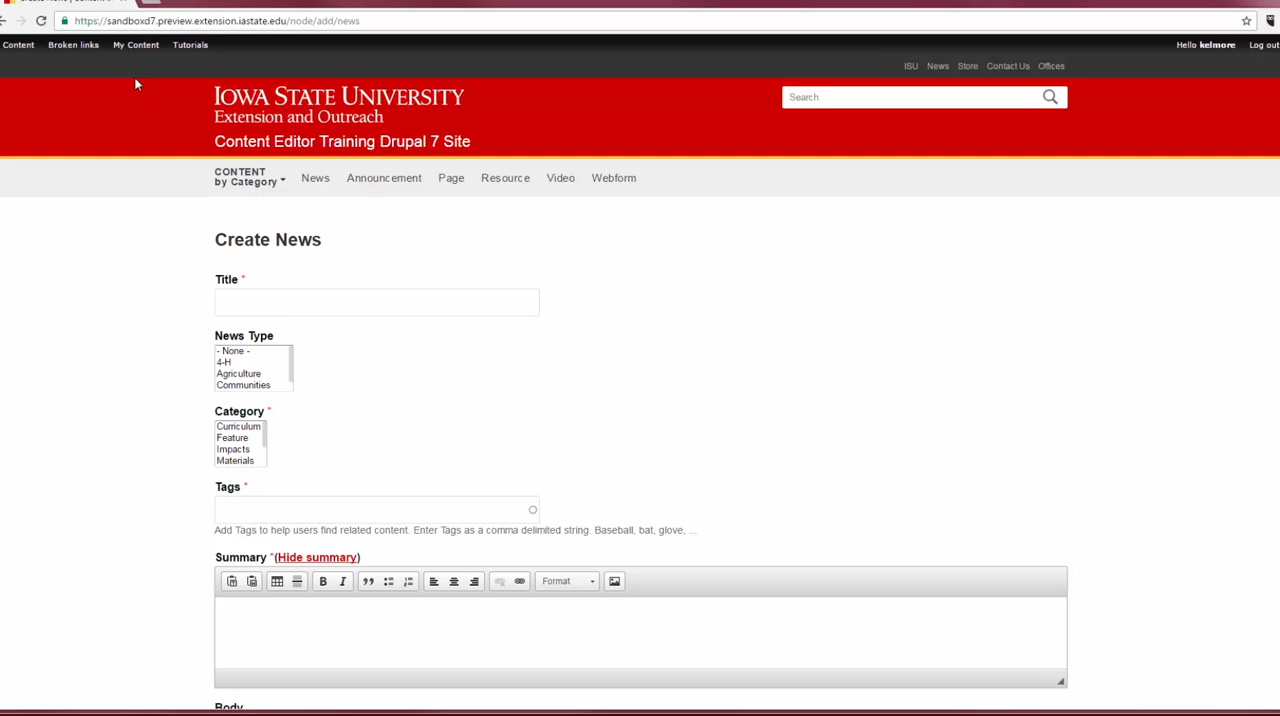 https://sandboxd7.preview.extension.iastate.edu/node/add/news
Content Broken links My Content Tutorials Hello kelmore Log out
ISU News Store Contact Us Offices
IOWA STATE UNIVERSITY
Extension and Outreach
Search
Content Editor Training Drupal 7 Site
CONTENT
by Category News Announcement Page Resource Video Webform
Create News
Title *
News Type
- None -
4-H
Agriculture
Communities
Category *
Curriculum
Feature
Impacts
Materials
Tags *
Add Tags to help users find related content. Enter Tags as a comma delimited string. Baseball, bat, glove, ...
Summary *(Hide summary)
B I Format
Body